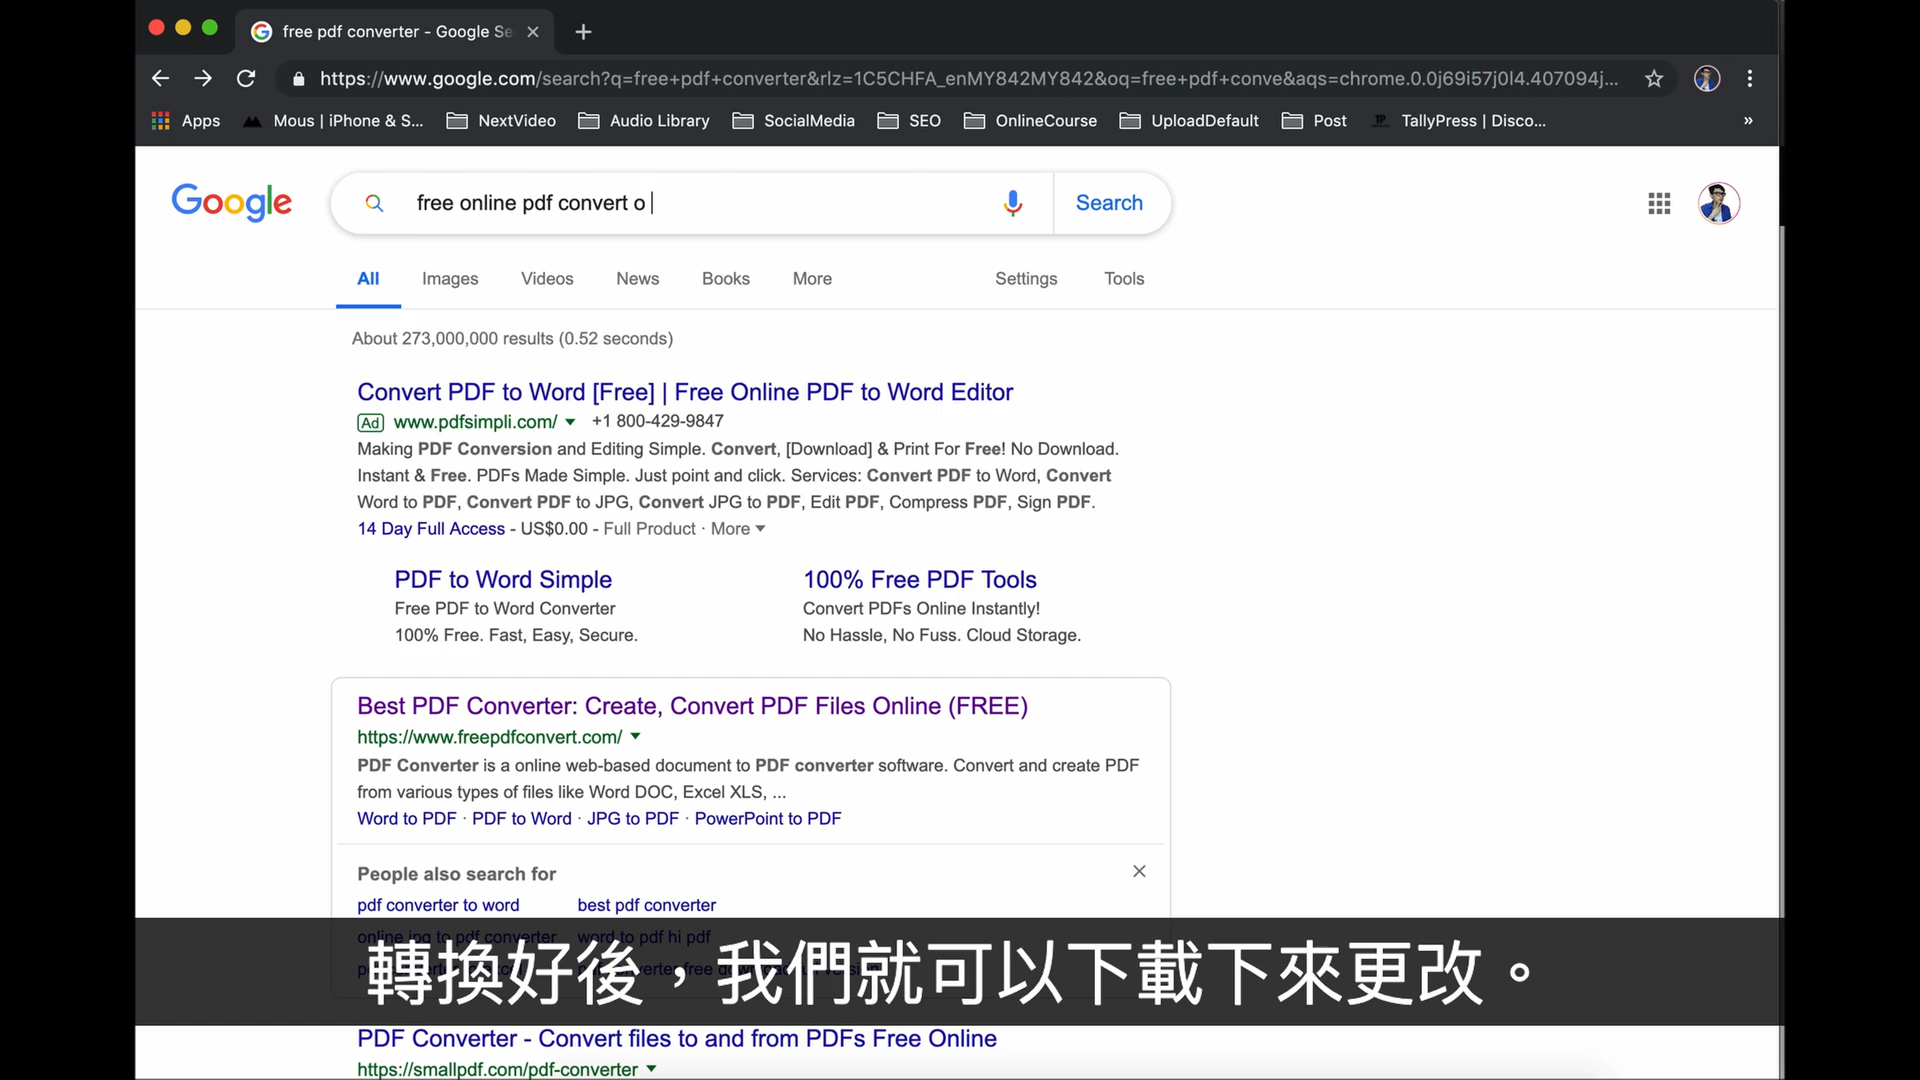 free pdf converter - Google Se
https://www.google.com/search?q=free+pdf+converter&rlz=1C5CHFA_enMY842MY842&oq=free+pdf+conve&aqs=chrome.0.0j69i57j0l4.407094j...
Apps Mous | iPhone & S... NextVideo Audio Library SocialMedia SEO OnlineCourse UploadDefault Post TallyPress | Disco... »
Google
free online pdf convert o
Search
All Images Videos News Books More Settings Tools
About 273,000,000 results (0.52 seconds)
Convert PDF to Word [Free] | Free Online PDF to Word Editor
Ad www.pdfsimpli.com/ +1 800-429-9847
Making PDF Conversion and Editing Simple. Convert, [Download] & Print For Free! No Download.
Instant & Free. PDFs Made Simple. Just point and click. Services: Convert PDF to Word, Convert
Word to PDF, Convert PDF to JPG, Convert JPG to PDF, Edit PDF, Compress PDF, Sign PDF.
14 Day Full Access - US$0.00 - Full Product · More
PDF to Word Simple
Free PDF to Word Converter
100% Free. Fast, Easy, Secure.
100% Free PDF Tools
Convert PDFs Online Instantly!
No Hassle, No Fuss. Cloud Storage.
Best PDF Converter: Create, Convert PDF Files Online (FREE)
https://www.freepdfconvert.com/
PDF Converter is a online web-based document to PDF converter software. Convert and create PDF
from various types of files like Word DOC, Excel XLS, ...
Word to PDF · PDF to Word · JPG to PDF · PowerPoint to PDF
People also search for
pdf converter to word best pdf converter
online jpg to pdf converter word to pdf hi pdf
轉換好後，我們就可以下載下來更改。
PDF Converter - Convert files to and from PDFs Free Online
https://smallpdf.com/pdf-converter